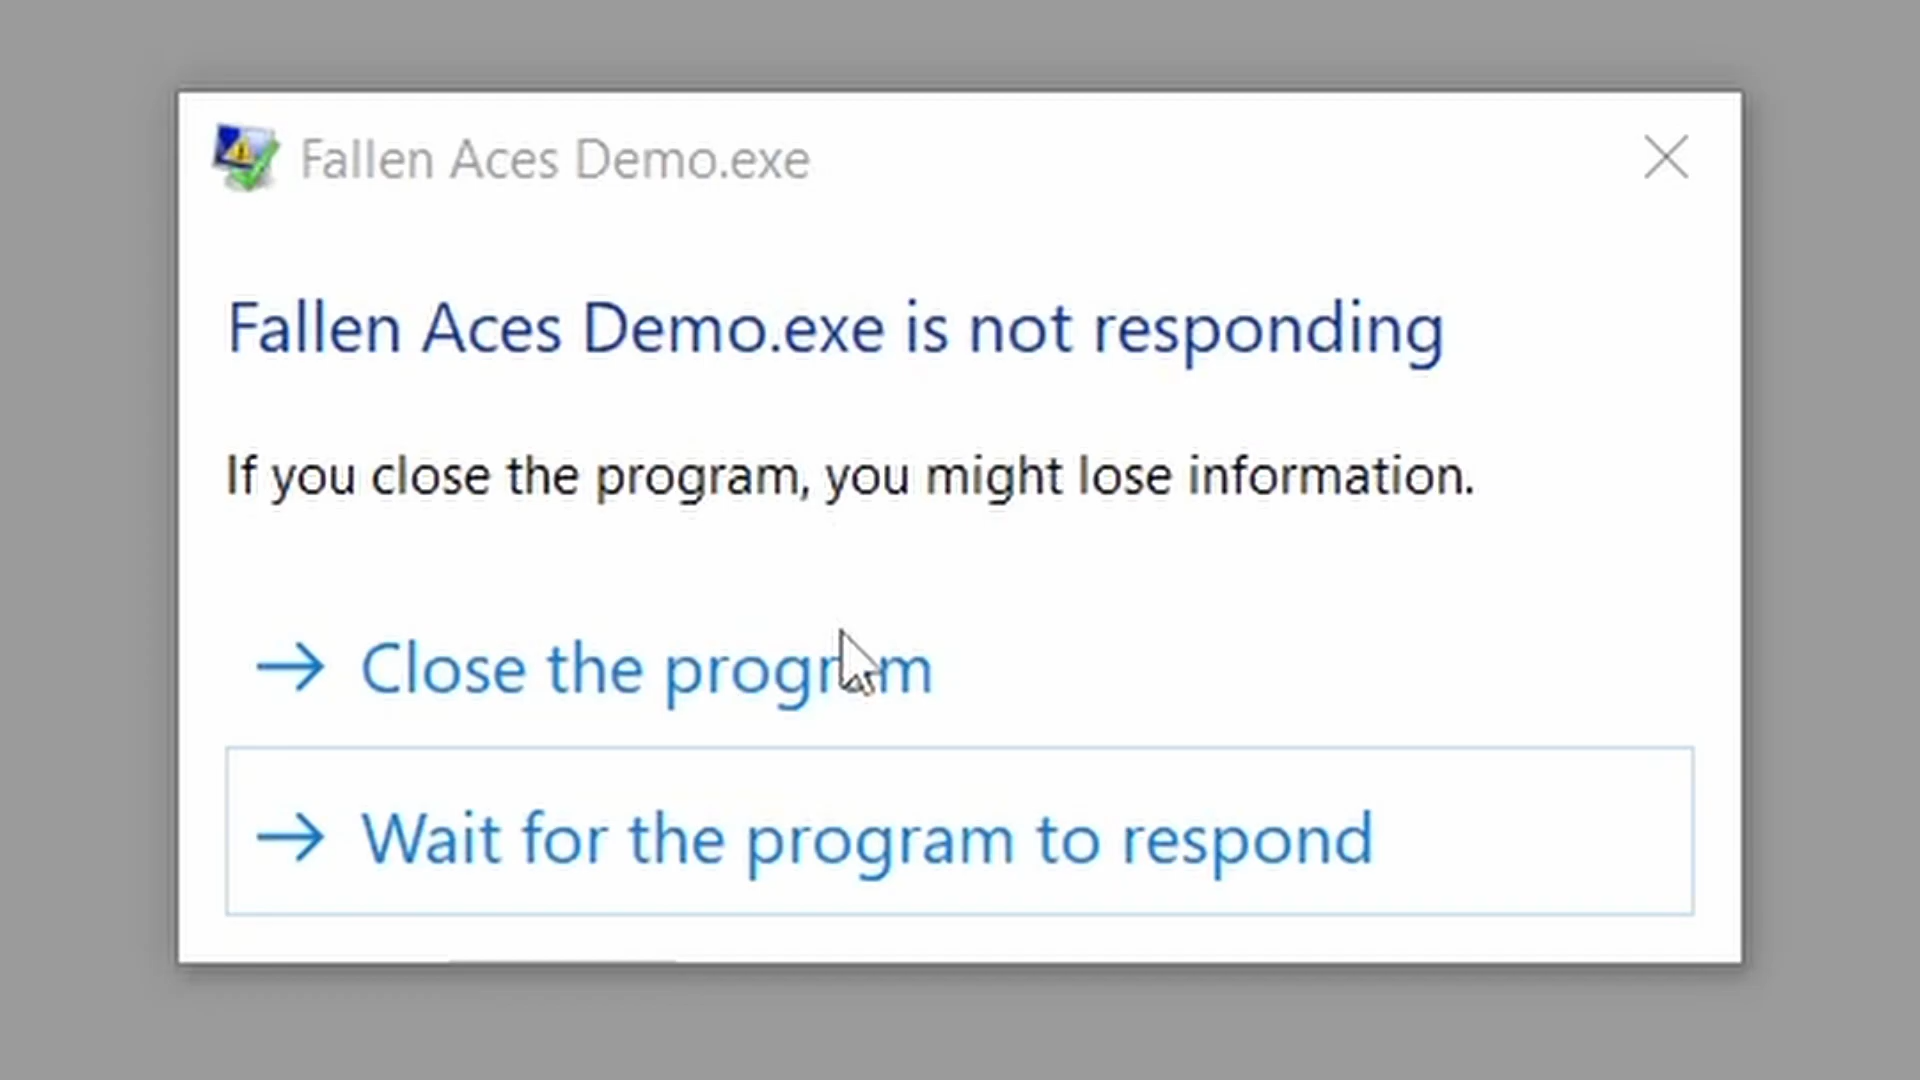 Fallen Aces Demo.exe
Fallen Aces Demo.exe is not responding
If you close the program, you might lose information.
Close the program
Wait for the program to respond